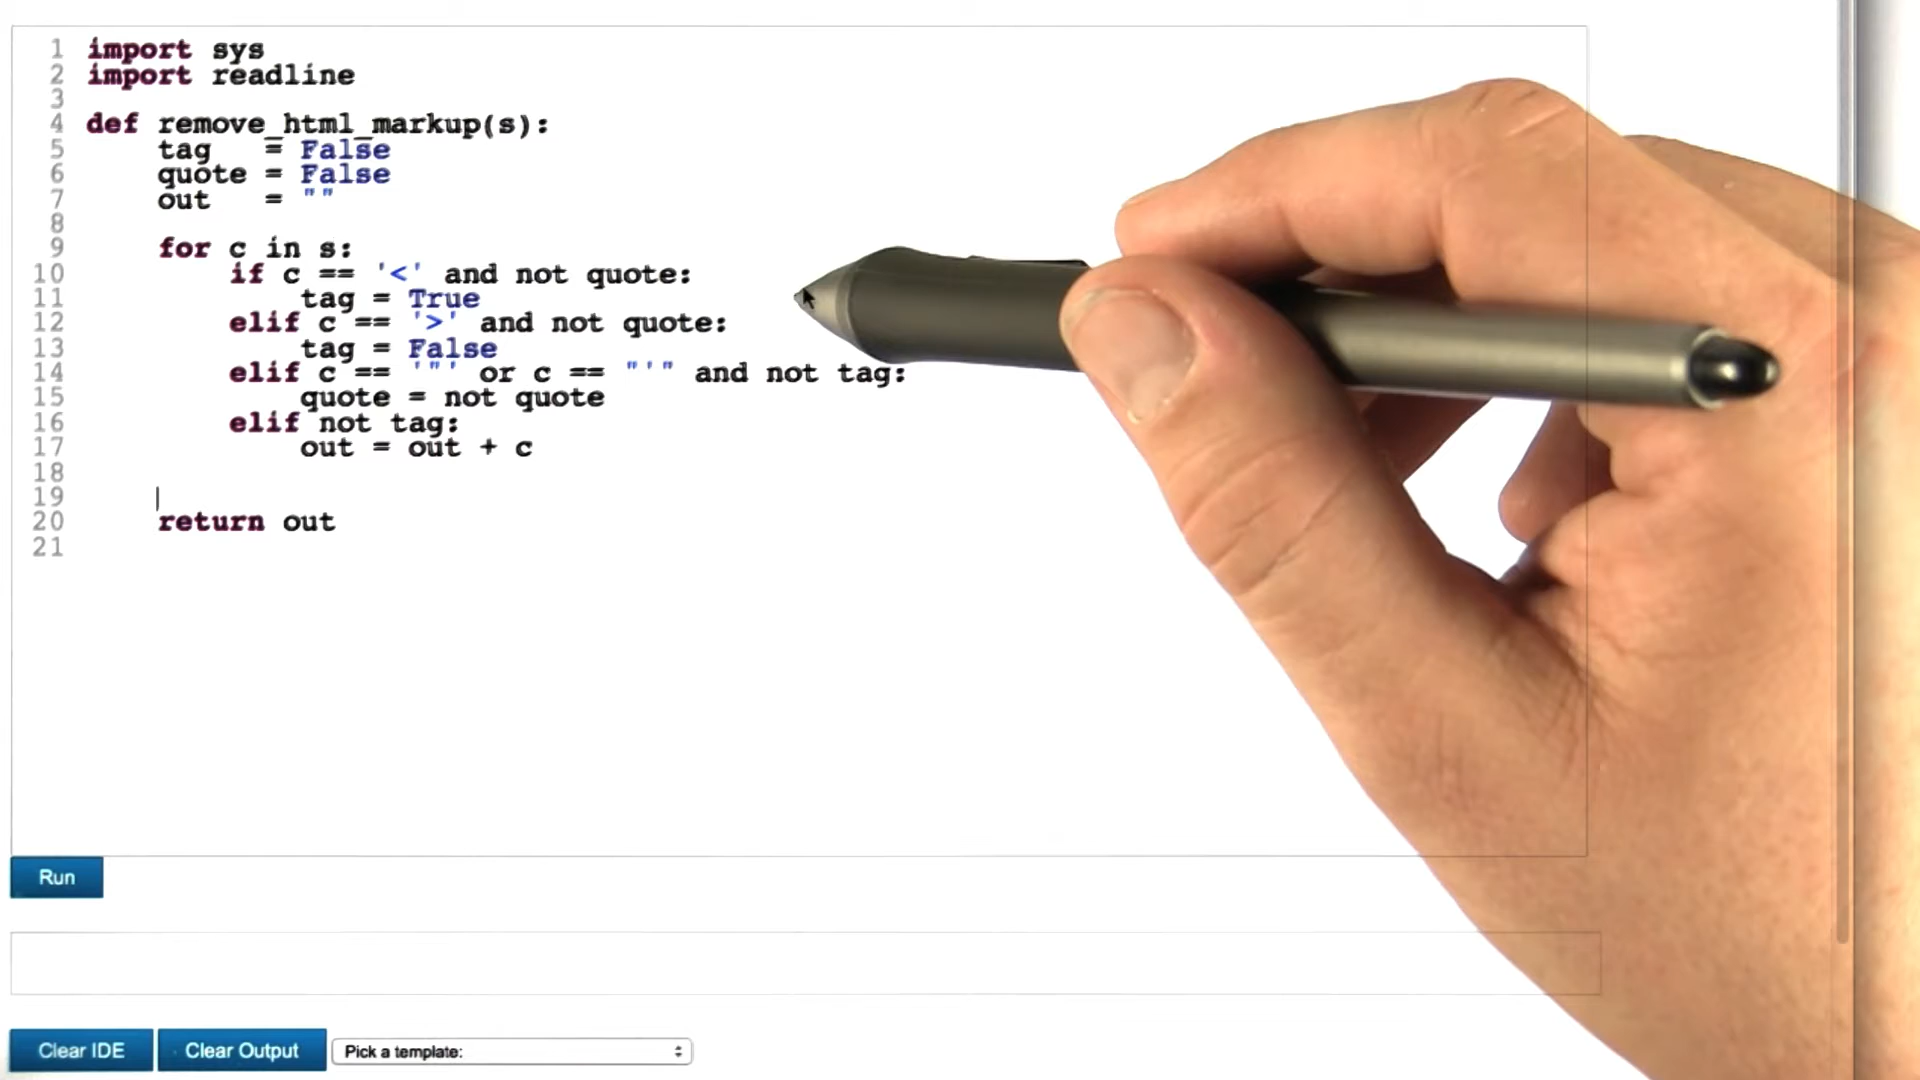 1 import sys
2 import readline
3
4 def remove_html_markup(s):
5     tag   = False
6     quote = False
7     out   = ""
8
9     for c in s:
10         if c == '<' and not quote:
11             tag = True
12         elif c == '>' and not quote:
13             tag = False
14         elif c == '"' or c == "'" and not tag:
15             quote = not quote
16         elif not tag:
17             out = out + c
18
19
20     return out
21
Run
Clear IDE Clear Output Pick a template: